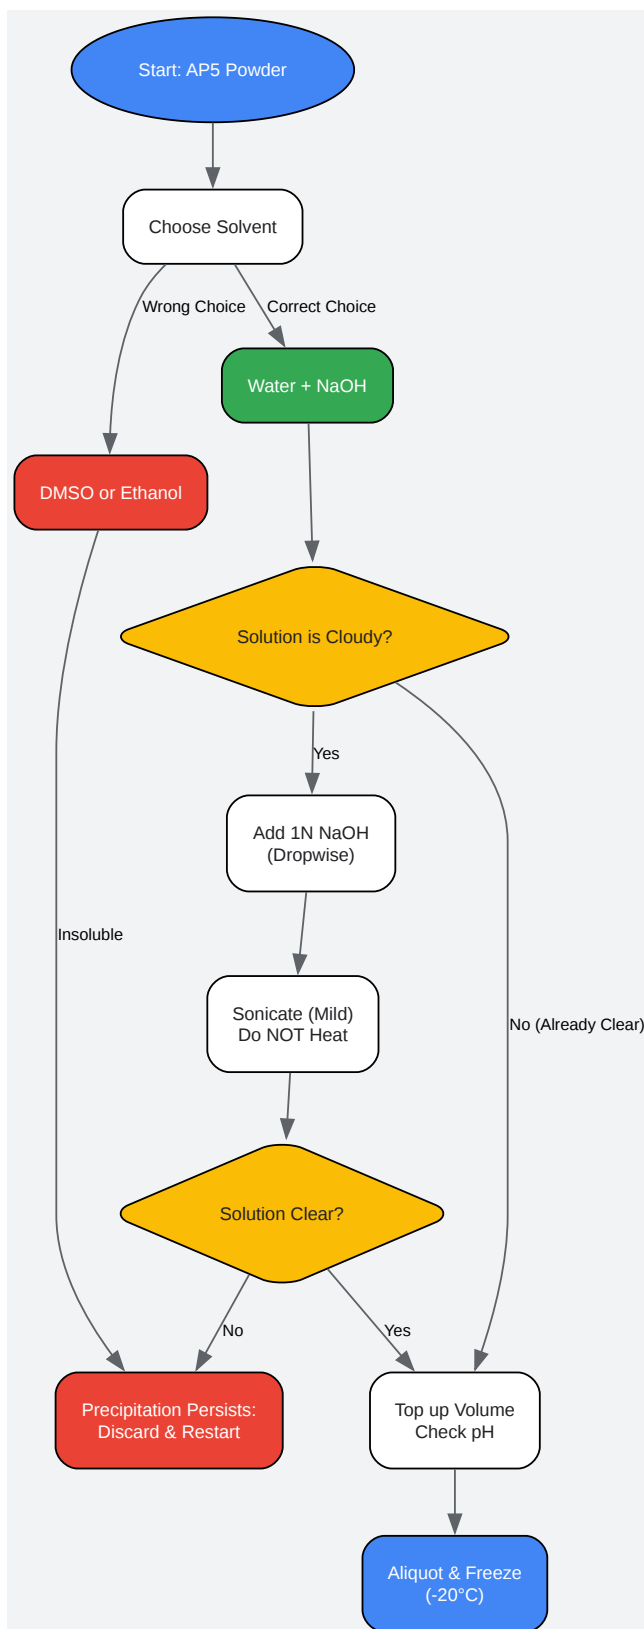 Start: AP5 Powder
Choose Solvent
Wrong Choice
Correct Choice
Water + NaOH
DMSO or Ethanol
Solution is Cloudy?
Yes
Add 1N NaOH
(Dropwise)
Insoluble
Sonicate (Mild)
Do NOT Heat
No (Already Clear)
Solution Clear?
No
Yes
Precipitation Persists:
Discard & Restart
Top up Volume
Check pH
Aliquot & Freeze
(-20°C)